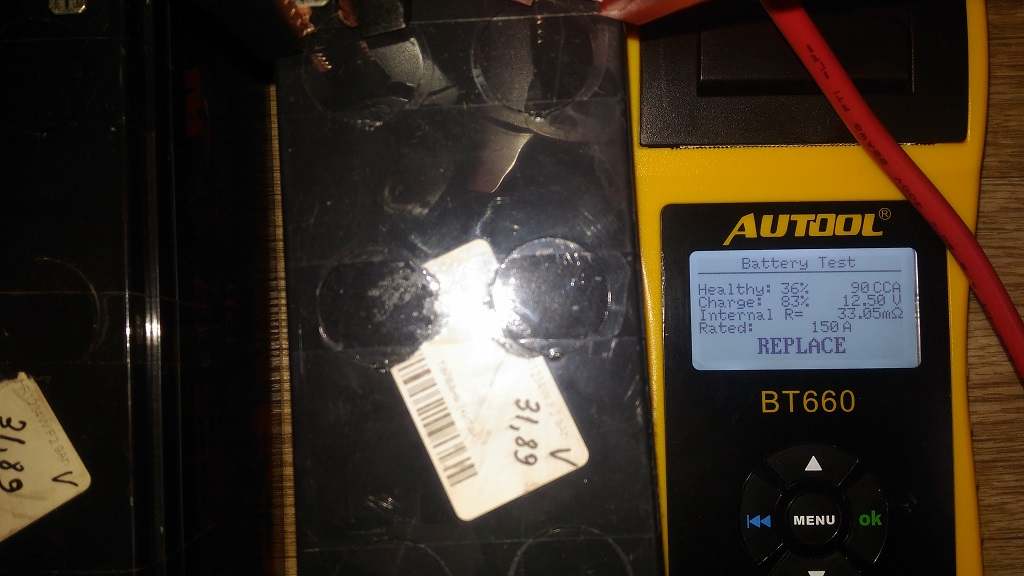 AUTOOL®
Battery Test
Healthy: 36% 90 CCA
Charge: 83% 12.50 V
Internal R= 33.05mΩ
Rated: 150 A
REPLACE
BT660
MENU
ok
31,89
V
31,89
V